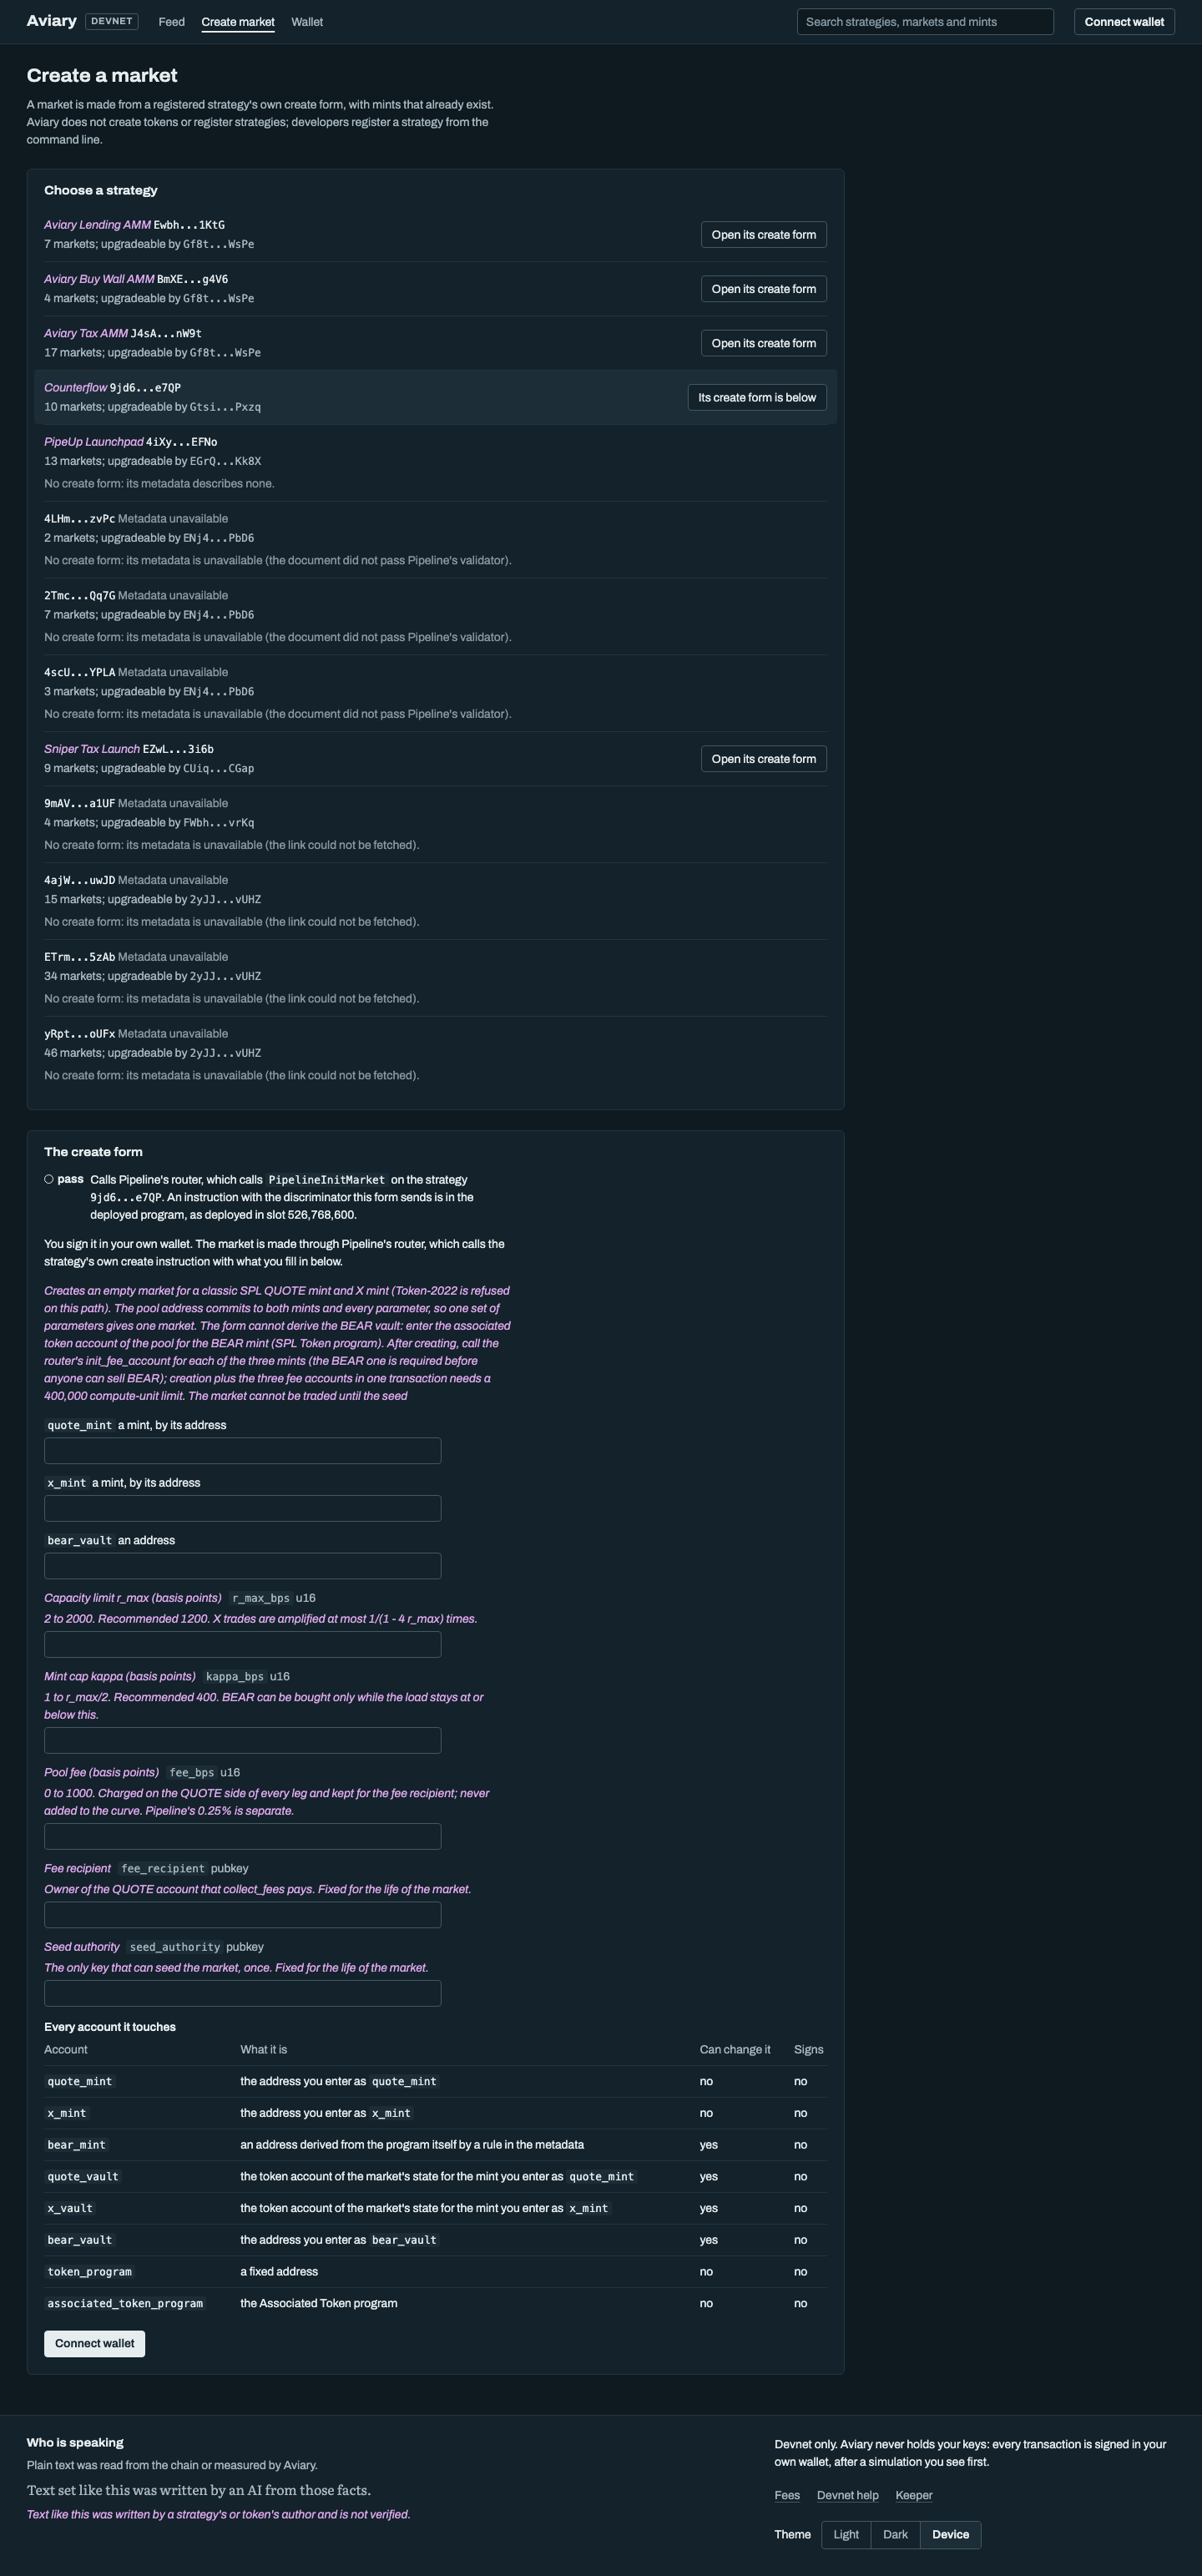 Aviary DEVNET Feed Create market Wallet Search strategies, markets and mints Connect wallet
Create a market
A market is made from a registered strategy's own create form, with mints that already exist.
Aviary does not create tokens or register strategies; developers register a strategy from the
command line.
Choose a strategy
Aviary Lending AMM Ewbh...1KtG
7 markets; upgradeable by Gf8t...WsPe
Open its create form
Aviary Buy Wall AMM BmXE...g4V6
4 markets; upgradeable by Gf8t...WsPe
Open its create form
Aviary Tax AMM J4sA...nW9t
17 markets; upgradeable by Gf8t...WsPe
Open its create form
Counterflow 9jd6...e7QP
10 markets; upgradeable by Gtsi...Pxzq
Its create form is below
PipeUp Launchpad 4iXy...EFNo
13 markets; upgradeable by EGrQ...Kk8X
No create form: its metadata describes none.
4LHm...zvPc Metadata unavailable
2 markets; upgradeable by ENj4...PbD6
No create form: its metadata is unavailable (the document did not pass Pipeline's validator).
2Tmc...Qq7G Metadata unavailable
7 markets; upgradeable by ENj4...PbD6
No create form: its metadata is unavailable (the document did not pass Pipeline's validator).
4scU...YPLA Metadata unavailable
3 markets; upgradeable by ENj4...PbD6
No create form: its metadata is unavailable (the document did not pass Pipeline's validator).
Sniper Tax Launch EZwL...3i6b
9 markets; upgradeable by CUiq...CGap
Open its create form
9mAV...a1UF Metadata unavailable
4 markets; upgradeable by FWbh...vrKq
No create form: its metadata is unavailable (the link could not be fetched).
4ajW...uwJD Metadata unavailable
15 markets; upgradeable by 2yJJ...vUHZ
No create form: its metadata is unavailable (the link could not be fetched).
ETrm...5zAb Metadata unavailable
34 markets; upgradeable by 2yJJ...vUHZ
No create form: its metadata is unavailable (the link could not be fetched).
yRpt...oUFx Metadata unavailable
46 markets; upgradeable by 2yJJ...vUHZ
No create form: its metadata is unavailable (the link could not be fetched).
The create form
pass Calls Pipeline's router, which calls PipelineInitMarket on the strategy
9jd6...e7QP. An instruction with the discriminator this form sends is in the
deployed program, as deployed in slot 526,768,600.
You sign it in your own wallet. The market is made through Pipeline's router, which calls the
strategy's own create instruction with what you fill in below.
Creates an empty market for a classic SPL QUOTE mint and X mint (Token-2022 is refused
on this path). The pool address commits to both mints and every parameter, so one set of
parameters gives one market. The form cannot derive the BEAR vault: enter the associated
token account of the pool for the BEAR mint (SPL Token program). After creating, call the
router's init_fee_account for each of the three mints (the BEAR one is required before
anyone can sell BEAR); creation plus the three fee accounts in one transaction needs a
400,000 compute-unit limit. The market cannot be traded until the seed
quote_mint a mint, by its address
x_mint a mint, by its address
bear_vault an address
Capacity limit r_max (basis points) r_max_bps u16
2 to 2000. Recommended 1200. X trades are amplified at most 1/(1 - 4 r_max) times.
Mint cap kappa (basis points) kappa_bps u16
1 to r_max/2. Recommended 400. BEAR can be bought only while the load stays at or
below this.
Pool fee (basis points) fee_bps u16
0 to 1000. Charged on the QUOTE side of every leg and kept for the fee recipient; never
added to the curve. Pipeline's 0.25% is separate.
Fee recipient fee_recipient pubkey
Owner of the QUOTE account that collect_fees pays. Fixed for the life of the market.
Seed authority seed_authority pubkey
The only key that can seed the market, once. Fixed for the life of the market.
Every account it touches
Account What it is Can change it Signs
quote_mint the address you enter as quote_mint no no
x_mint the address you enter as x_mint no no
bear_mint an address derived from the program itself by a rule in the metadata yes no
quote_vault the token account of the market's state for the mint you enter as quote_mint yes no
x_vault the token account of the market's state for the mint you enter as x_mint yes no
bear_vault the address you enter as bear_vault yes no
token_program a fixed address no no
associated_token_program the Associated Token program no no
Connect wallet
Who is speaking
Plain text was read from the chain or measured by Aviary.
Text set like this was written by an AI from those facts.
Text like this was written by a strategy's or token's author and is not verified.
Devnet only. Aviary never holds your keys: every transaction is signed in your
own wallet, after a simulation you see first.
Fees Devnet help Keeper
Theme Light Dark Device